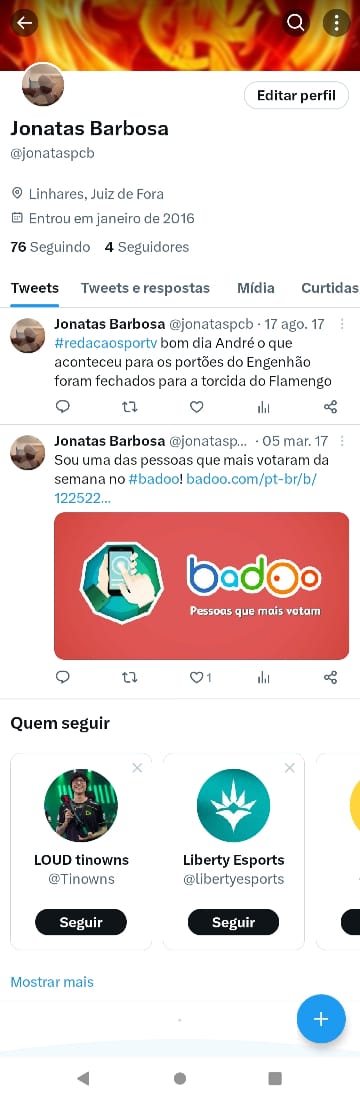 Editar perfil
Jonatas Barbosa
@jonataspcb
Linhares, Juiz de Fora
Entrou em janeiro de 2016
76 Seguindo 4 Seguidores
Tweets Tweets e respostas Mídia Curtidas
Jonatas Barbosa @jonataspcb · 17 ago. 17
#redacaosportv bom dia André o que
aconteceu para os portões do Engenhão
foram fechados para a torcida do Flamengo
Jonatas Barbosa @jonatasp... · 05 mar. 17
Sou uma das pessoas que mais votaram da
semana no #badoo! badoo.com/pt-br/b/
122522...
badoo
Pessoas que mais votam
1
Quem seguir
LOUD tinowns
@Tinowns
Seguir
Liberty Esports
@libertyesports
Seguir
Mostrar mais